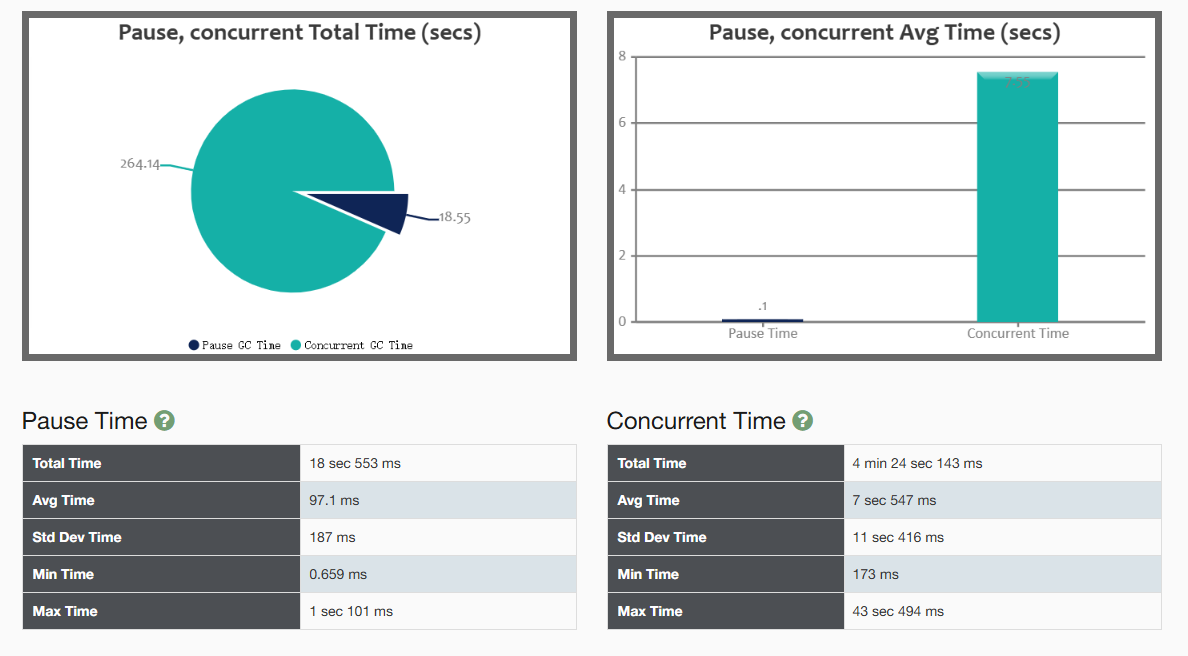 Pause, concurrent Total Time (secs)
264.14
18.55
Pause GC Time Concurrent GC Time
Pause, concurrent Avg Time (secs)
8
6
4
2
0
.1
7.55
Pause Time Concurrent Time
Pause Time ?
Total Time 18 sec 553 ms
Avg Time 97.1 ms
Std Dev Time 187 ms
Min Time 0.659 ms
Max Time 1 sec 101 ms
Concurrent Time ?
Total Time 4 min 24 sec 143 ms
Avg Time 7 sec 547 ms
Std Dev Time 11 sec 416 ms
Min Time 173 ms
Max Time 43 sec 494 ms